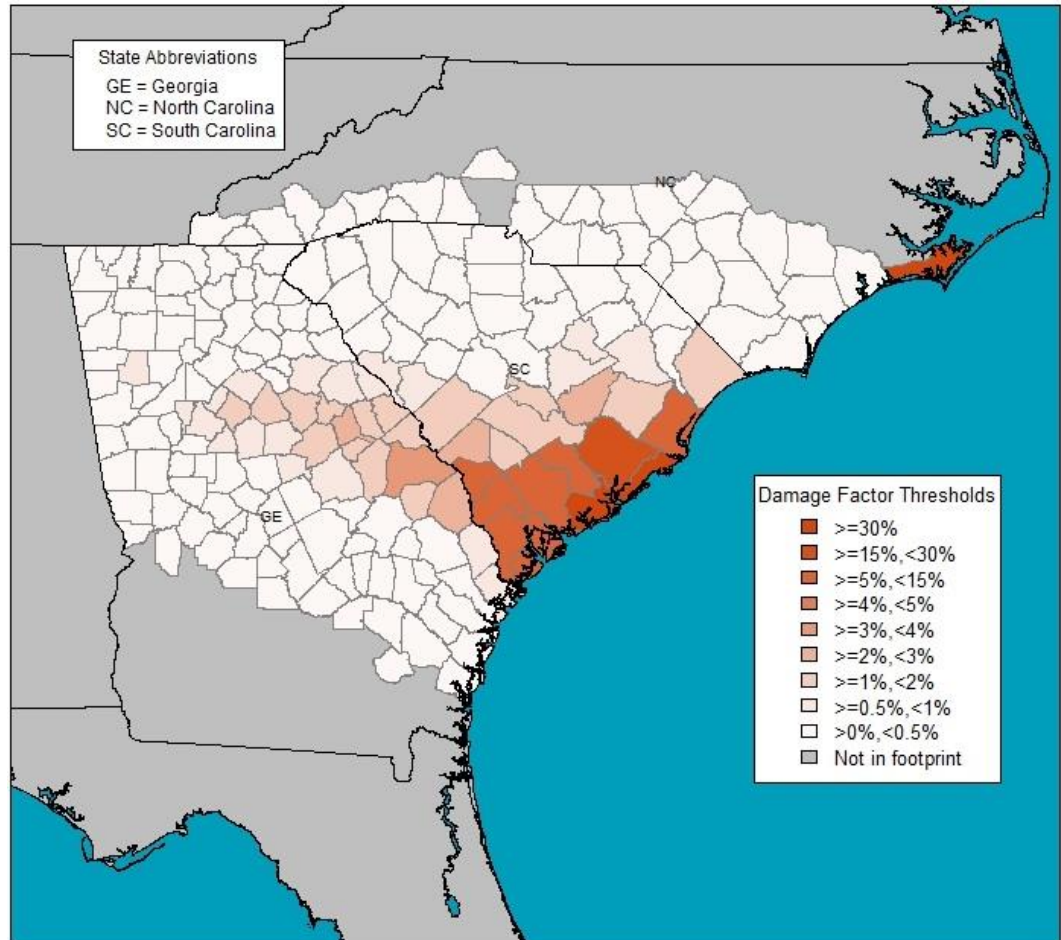 State Abbreviations
GE = Georgia
NC = North Carolina
SC = South Carolina
NC
SC
GE
Damage Factor Thresholds
>=30%
>=15%,<30%
>=5%,<15%
>=4%,<5%
>=3%,<4%
>=2%,<3%
>=1%,<2%
>=0.5%,<1%
>0%,<0.5%
Not in footprint